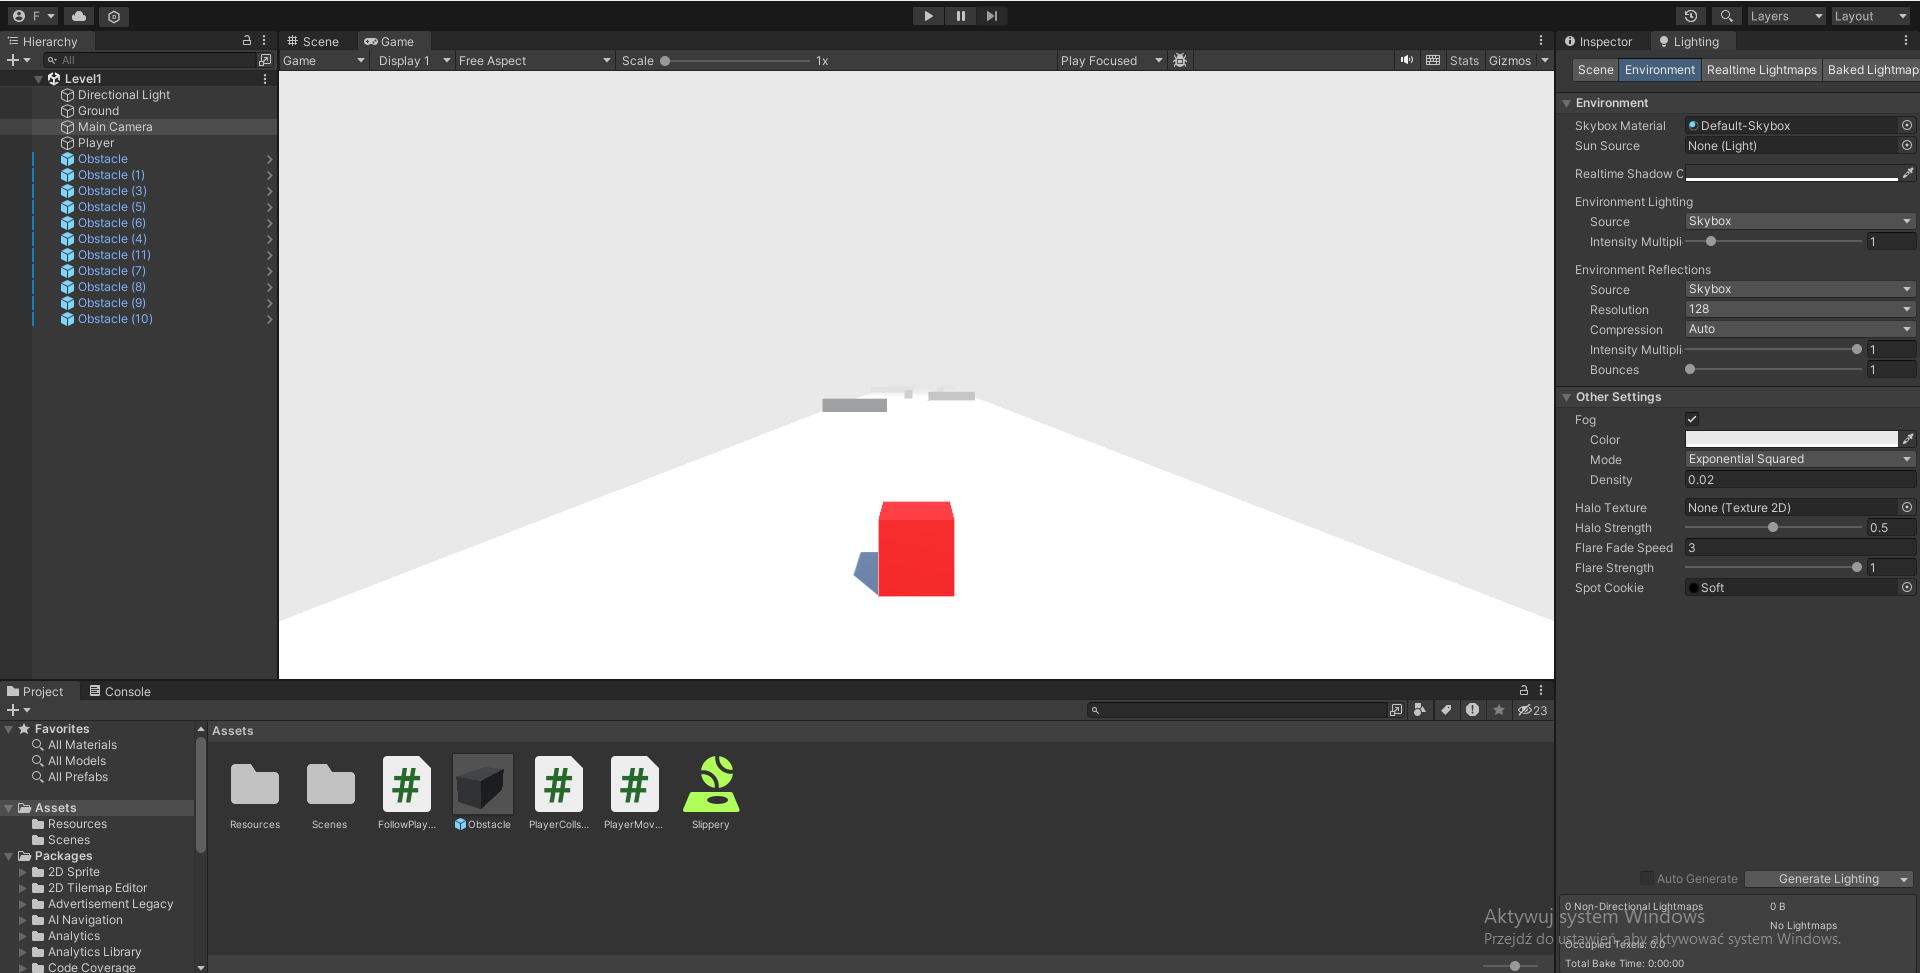 F
Layers
Layout
Hierarchy
Scene
Game
Inspector
Lighting
All
Game
Display 1
Free Aspect
Scale
1x
Play Focused
Stats
Gizmos
Scene
Environment
Realtime Lightmaps
Baked Lightmap
Level1
Directional Light
Ground
Main Camera
Player
Obstacle
Obstacle (1)
Obstacle (3)
Obstacle (5)
Obstacle (6)
Obstacle (4)
Obstacle (11)
Obstacle (7)
Obstacle (8)
Obstacle (9)
Obstacle (10)
Environment
Skybox Material
Default-Skybox
Sun Source
None (Light)
Realtime Shadow C
Environment Lighting
Source
Skybox
Intensity Multipli
1
Environment Reflections
Source
Skybox
Resolution
128
Compression
Auto
Intensity Multipli
1
Bounces
1
Other Settings
Fog
Color
Mode
Exponential Squared
Density
0.02
Halo Texture
None (Texture 2D)
Halo Strength
0.5
Flare Fade Speed
3
Flare Strength
1
Spot Cookie
Soft
Auto Generate
Generate Lighting
0 Non-Directional Lightmaps
0 B
No Lightmaps
Occupied Texels: 0.0
Total Bake Time: 0:00:00
Aktywuj system Windows
Przejdź do ustawień, aby aktywować system Windows.
Project
Console
23
Favorites
All Materials
All Models
All Prefabs
Assets
Resources
Scenes
Packages
2D Sprite
2D Tilemap Editor
Advertisement Legacy
AI Navigation
Analytics
Analytics Library
Code Coverage
Assets
Resources
Scenes
FollowPlay...
Obstacle
PlayerColls...
PlayerMov...
Slippery